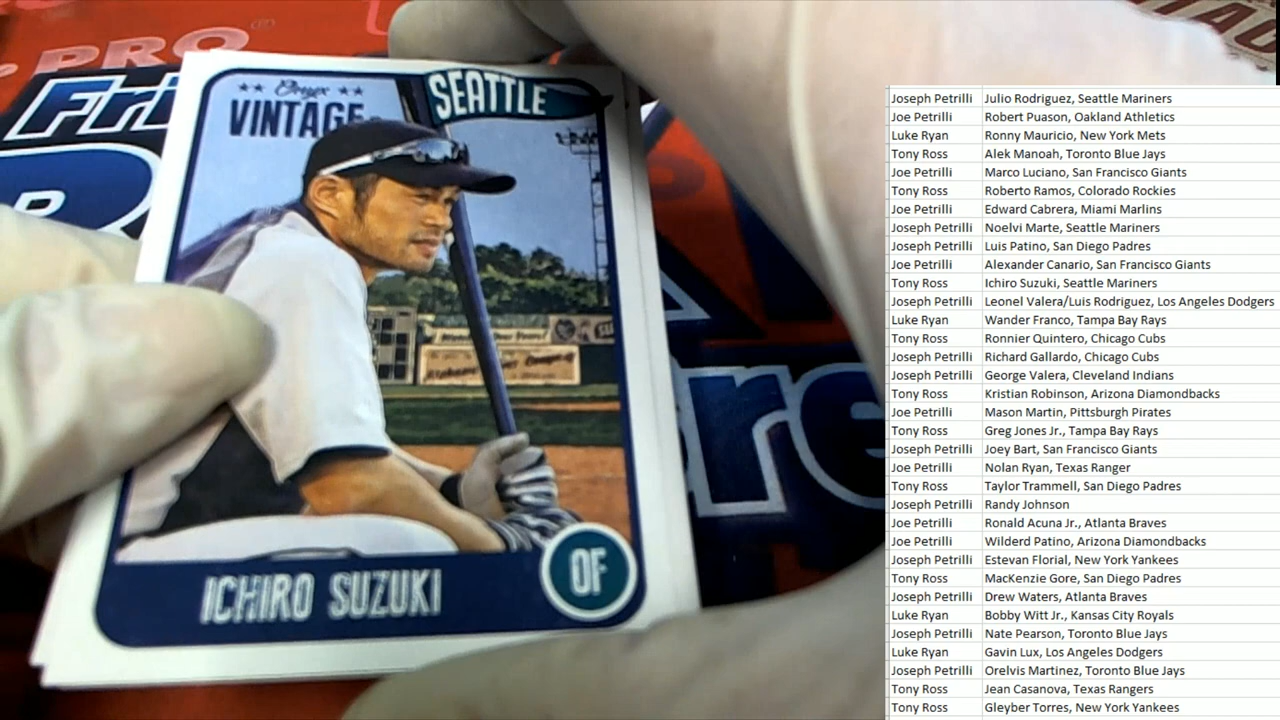 PRO
Fri
R
re
Onyx
VINTAGE
SEATTLE
ICHIRO SUZUKI
OF
Joseph Petrilli Julio Rodriguez, Seattle Mariners
Joe Petrilli Robert Puason, Oakland Athletics
Luke Ryan Ronny Mauricio, New York Mets
Tony Ross Alek Manoah, Toronto Blue Jays
Joe Petrilli Marco Luciano, San Francisco Giants
Tony Ross Roberto Ramos, Colorado Rockies
Joe Petrilli Edward Cabrera, Miami Marlins
Joseph Petrilli Noelvi Marte, Seattle Mariners
Joseph Petrilli Luis Patino, San Diego Padres
Joe Petrilli Alexander Canario, San Francisco Giants
Tony Ross Ichiro Suzuki, Seattle Mariners
Joseph Petrilli Leonel Valera/Luis Rodriguez, Los Angeles Dodgers
Luke Ryan Wander Franco, Tampa Bay Rays
Tony Ross Ronnier Quintero, Chicago Cubs
Joseph Petrilli Richard Gallardo, Chicago Cubs
Joseph Petrilli George Valera, Cleveland Indians
Tony Ross Kristian Robinson, Arizona Diamondbacks
Joe Petrilli Mason Martin, Pittsburgh Pirates
Tony Ross Greg Jones Jr., Tampa Bay Rays
Joseph Petrilli Joey Bart, San Francisco Giants
Joe Petrilli Nolan Ryan, Texas Ranger
Tony Ross Taylor Trammell, San Diego Padres
Joseph Petrilli Randy Johnson
Joe Petrilli Ronald Acuna Jr., Atlanta Braves
Joe Petrilli Wilderd Patino, Arizona Diamondbacks
Joseph Petrilli Estevan Florial, New York Yankees
Tony Ross MacKenzie Gore, San Diego Padres
Joseph Petrilli Drew Waters, Atlanta Braves
Luke Ryan Bobby Witt Jr., Kansas City Royals
Joseph Petrilli Nate Pearson, Toronto Blue Jays
Luke Ryan Gavin Lux, Los Angeles Dodgers
Joseph Petrilli Orelvis Martinez, Toronto Blue Jays
Tony Ross Jean Casanova, Texas Rangers
Tony Ross Gleyber Torres, New York Yankees